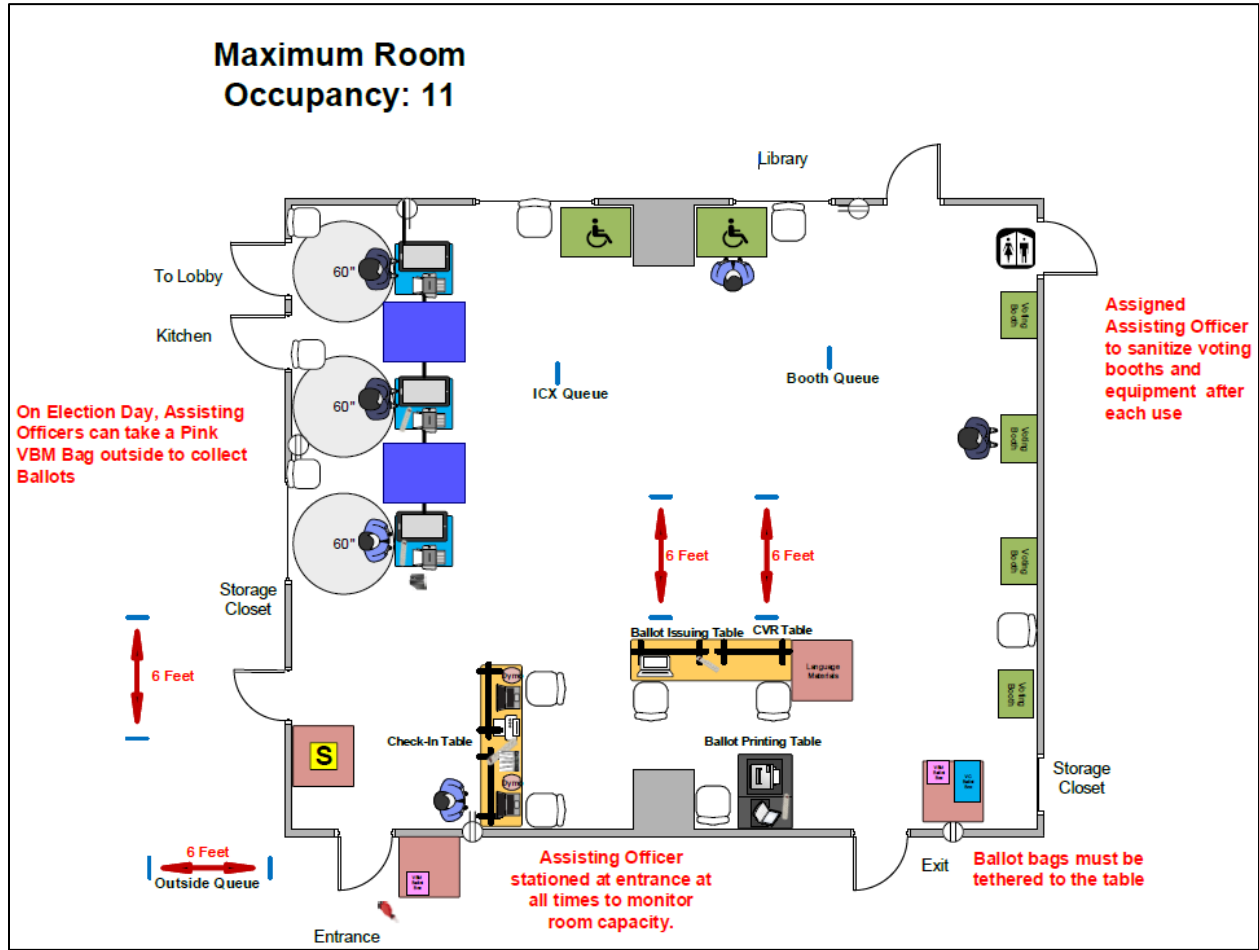 Maximum Room
Occupancy: 11
Library
To Lobby
60"
Kitchen
Assigned
Assisting Officer
to sanitize voting
booths and
equipment after
each use
Voting
Booth
ICX Queue
Booth Queue
On Election Day, Assisting
Officers can take a Pink
VBM Bag outside to collect
Ballots
60"
Voting
Booth
60"
6 Feet
6 Feet
Voting
Booth
Storage
Closet
Ballot Issuing Table
CVR Table
Language
Materials
6 Feet
Dymo
Voting
Booth
Check-In Table
Ballot Printing Table
S
Dymo
Storage
Closet
6 Feet
Outside Queue
Assisting Officer
stationed at entrance at
all times to monitor
room capacity.
Exit
Ballot bags must be
tethered to the table
Entrance